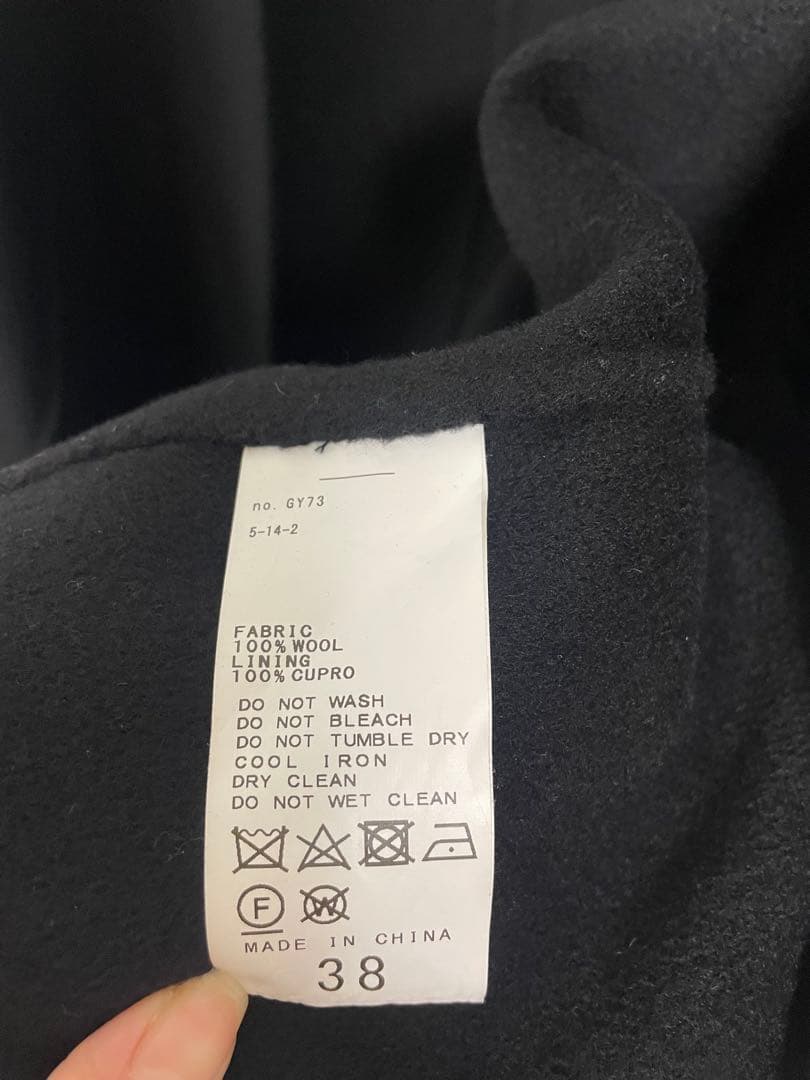 no. GY73
5-14-2
FABRIC
100% WOOL
LINING
100% CUPRO
DO NOT WASH
DO NOT BLEACH
DO NOT TUMBLE DRY
COOL IRON
DRY CLEAN
DO NOT WET CLEAN
F W
MADE IN CHINA
38